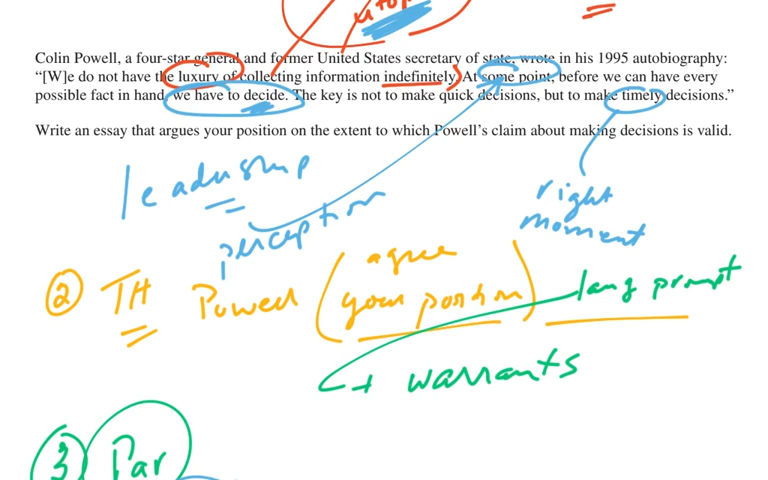 utop
Colin Powell, a four-star general and former United States secretary of state, wrote in his 1995 autobiography:
“[W]e do not have the luxury of collecting information indefinitely. At some point, before we can have every
possible fact in hand, we have to decide. The key is not to make quick decisions, but to make timely decisions.”
Write an essay that argues your position on the extent to which Powell’s claim about making decisions is valid.
leadership
perception
right
moment
② TH Powell (agree
your position) lang prompt
+ warrants
③ Par